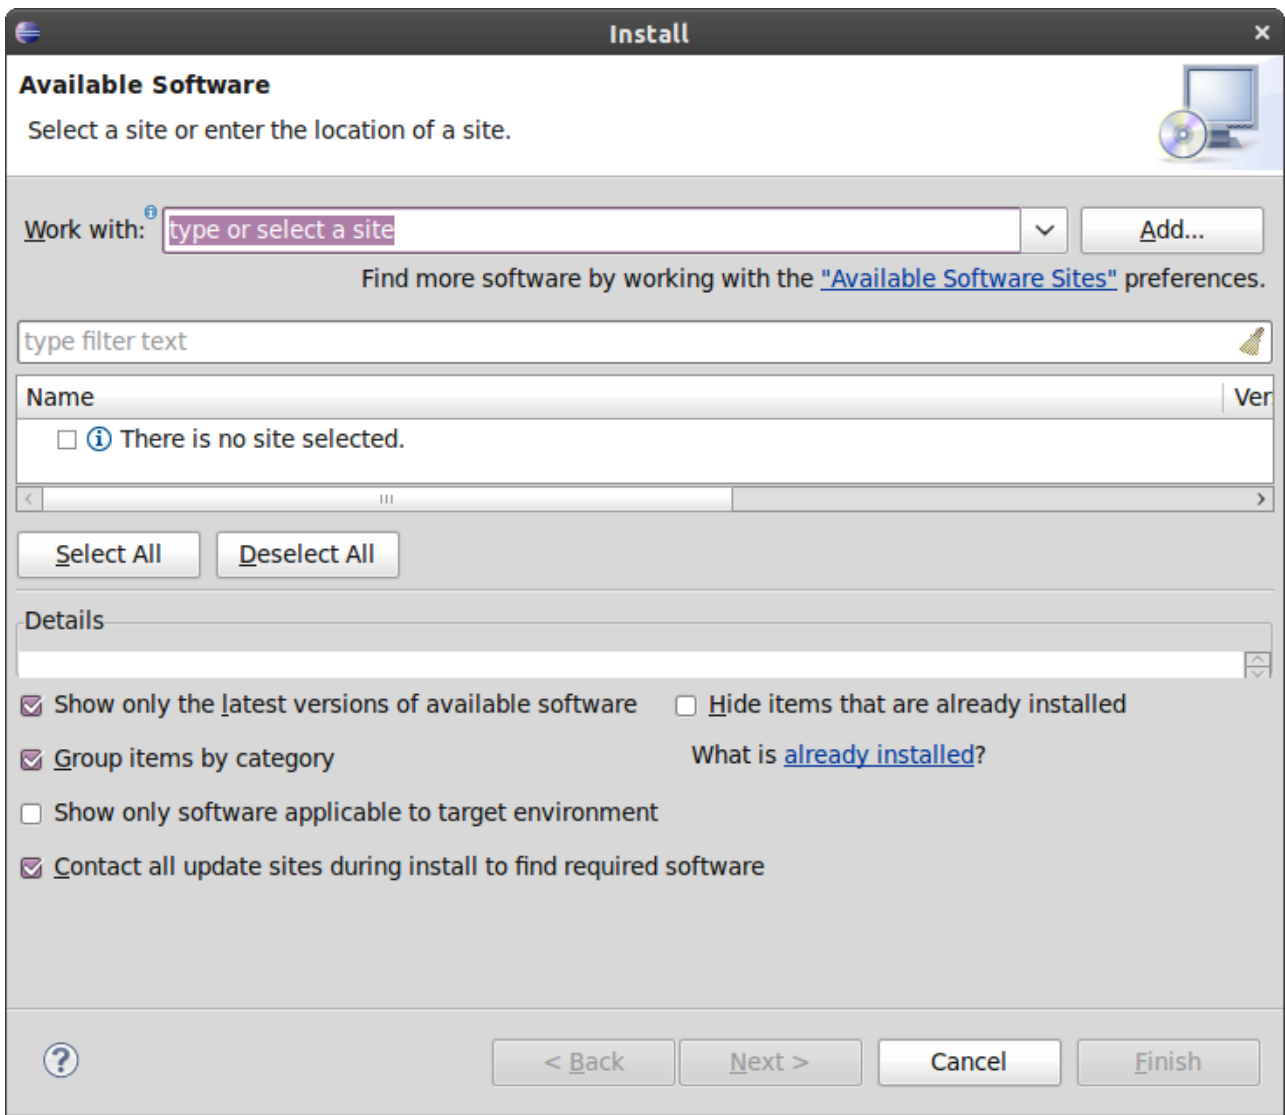 Install
Available Software
Select a site or enter the location of a site.
Work with: type or select a site Add...
Find more software by working with the "Available Software Sites" preferences.
type filter text
Name Ver
There is no site selected.
Select All Deselect All
Details
Show only the latest versions of available software Hide items that are already installed
Group items by category What is already installed?
Show only software applicable to target environment
Contact all update sites during install to find required software
< Back Next > Cancel Finish